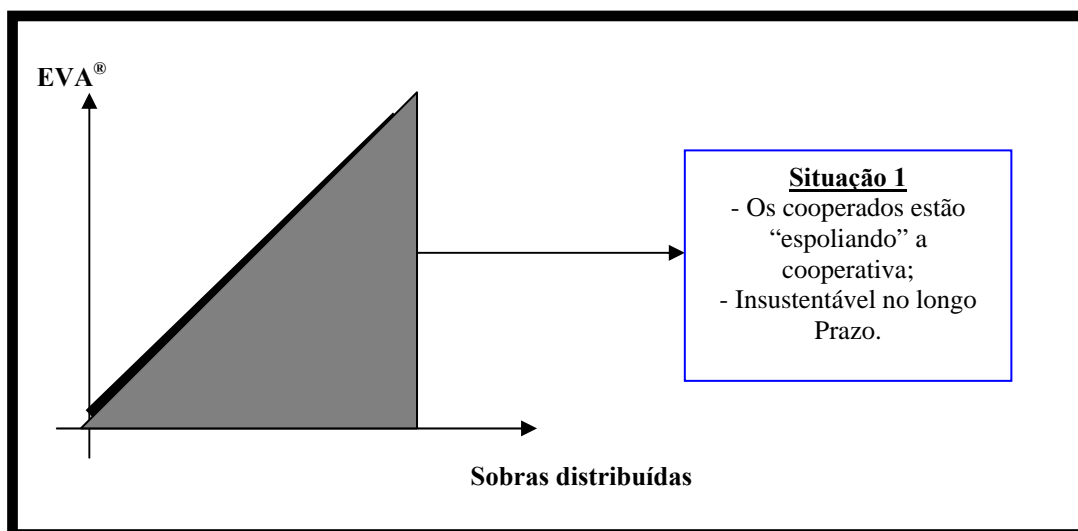 EVA®
Situação 1
- Os cooperados estão
“espoliando” a
cooperativa;
- Insustentável no longo
Prazo.
Sobras distribuídas